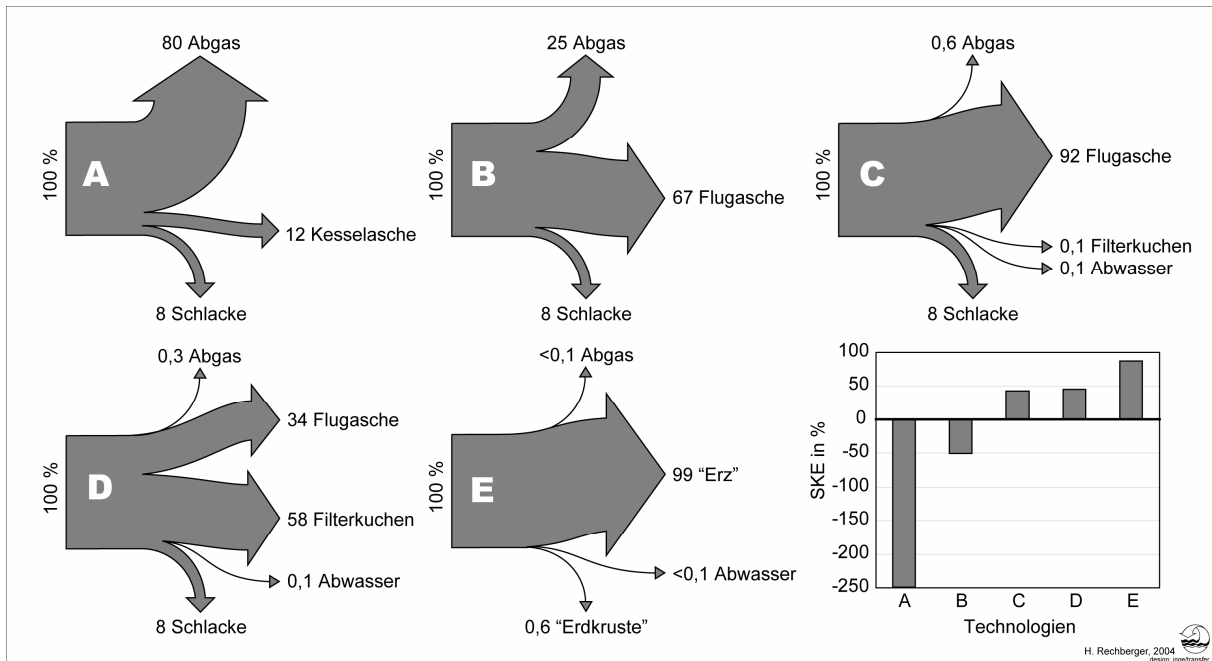 80 Abgas
100 %
A
12 Kesselasche
8 Schlacke
25 Abgas
100 %
B
67 Flugasche
8 Schlacke
0,6 Abgas
100 %
C
92 Flugasche
0,1 Filterkuchen
0,1 Abwasser
8 Schlacke
0,3 Abgas
100 %
D
34 Flugasche
58 Filterkuchen
0,1 Abwasser
8 Schlacke
<0,1 Abgas
100 %
E
99 “Erz”
<0,1 Abwasser
0,6 “Erdkruste”
SKE in %
100
50
0
-50
-100
-150
-200
-250
A B C D E
Technologien
H. Rechberger, 2004
design: inge/transfer